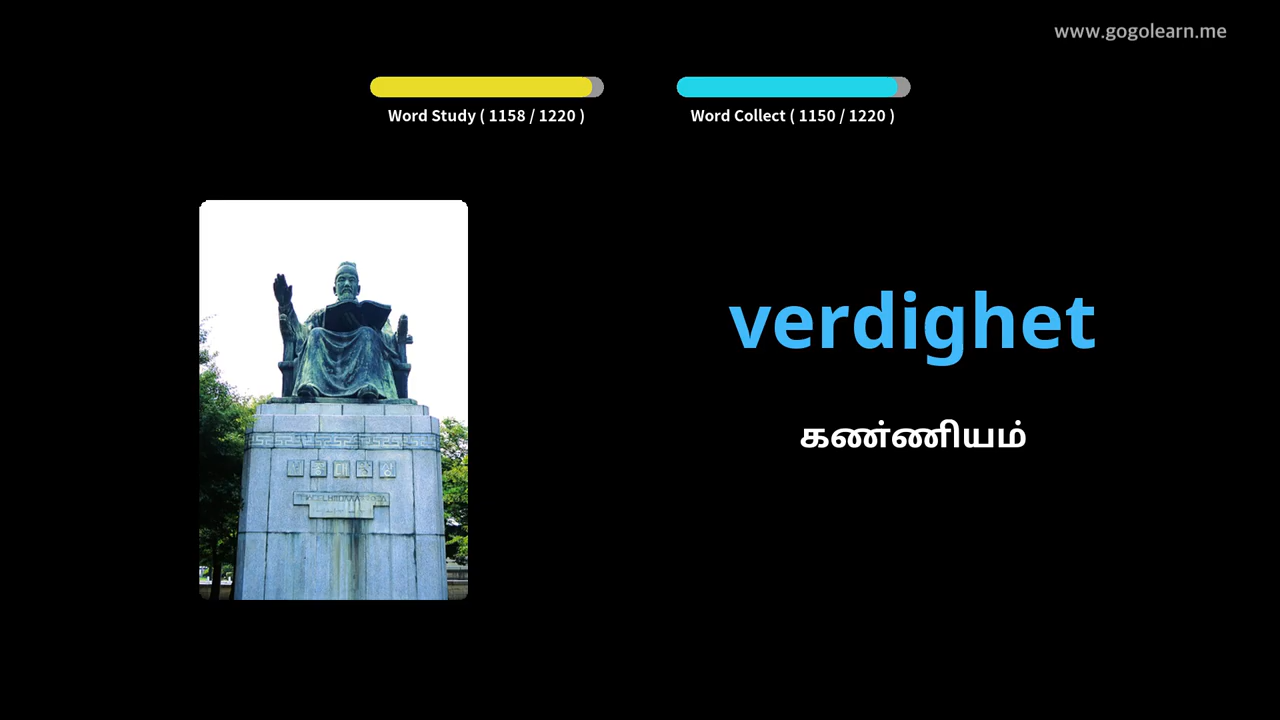 www.gogolearn.me
Word Study ( 1158 / 1220 )
Word Collect ( 1150 / 1220 )
verdighet
கண்ணியம்